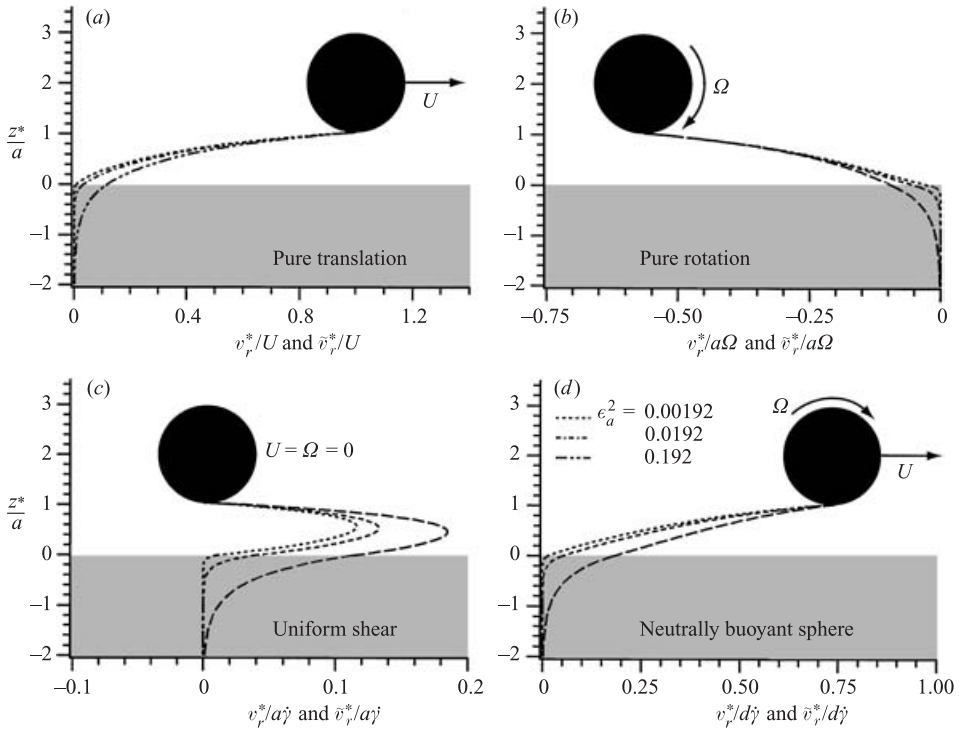 (a)
3
2
U
z*/a
1
0
–1
Pure translation
–2
0 0.4 0.8 1.2
v*ᵣ/U and ṽ*ᵣ/U
(b)
3
2
Ω
1
0
–1
Pure rotation
–2
–0.75 –0.50 –0.25 0
v*ᵣ/aΩ and ṽ*ᵣ/aΩ
(c)
3
U = Ω = 0
2
z*/a
1
0
–1
Uniform shear
–2
–0.1 0 0.1 0.2
v*ᵣ/aγ̇ and ṽ*ᵣ/aγ̇
(d)
3
ϵ²ₐ = 0.00192
0.0192
0.192
Ω
2
U
1
0
–1
Neutrally buoyant sphere
–2
0 0.25 0.50 0.75 1.00
v*ᵣ/dγ̇ and ṽ*ᵣ/dγ̇